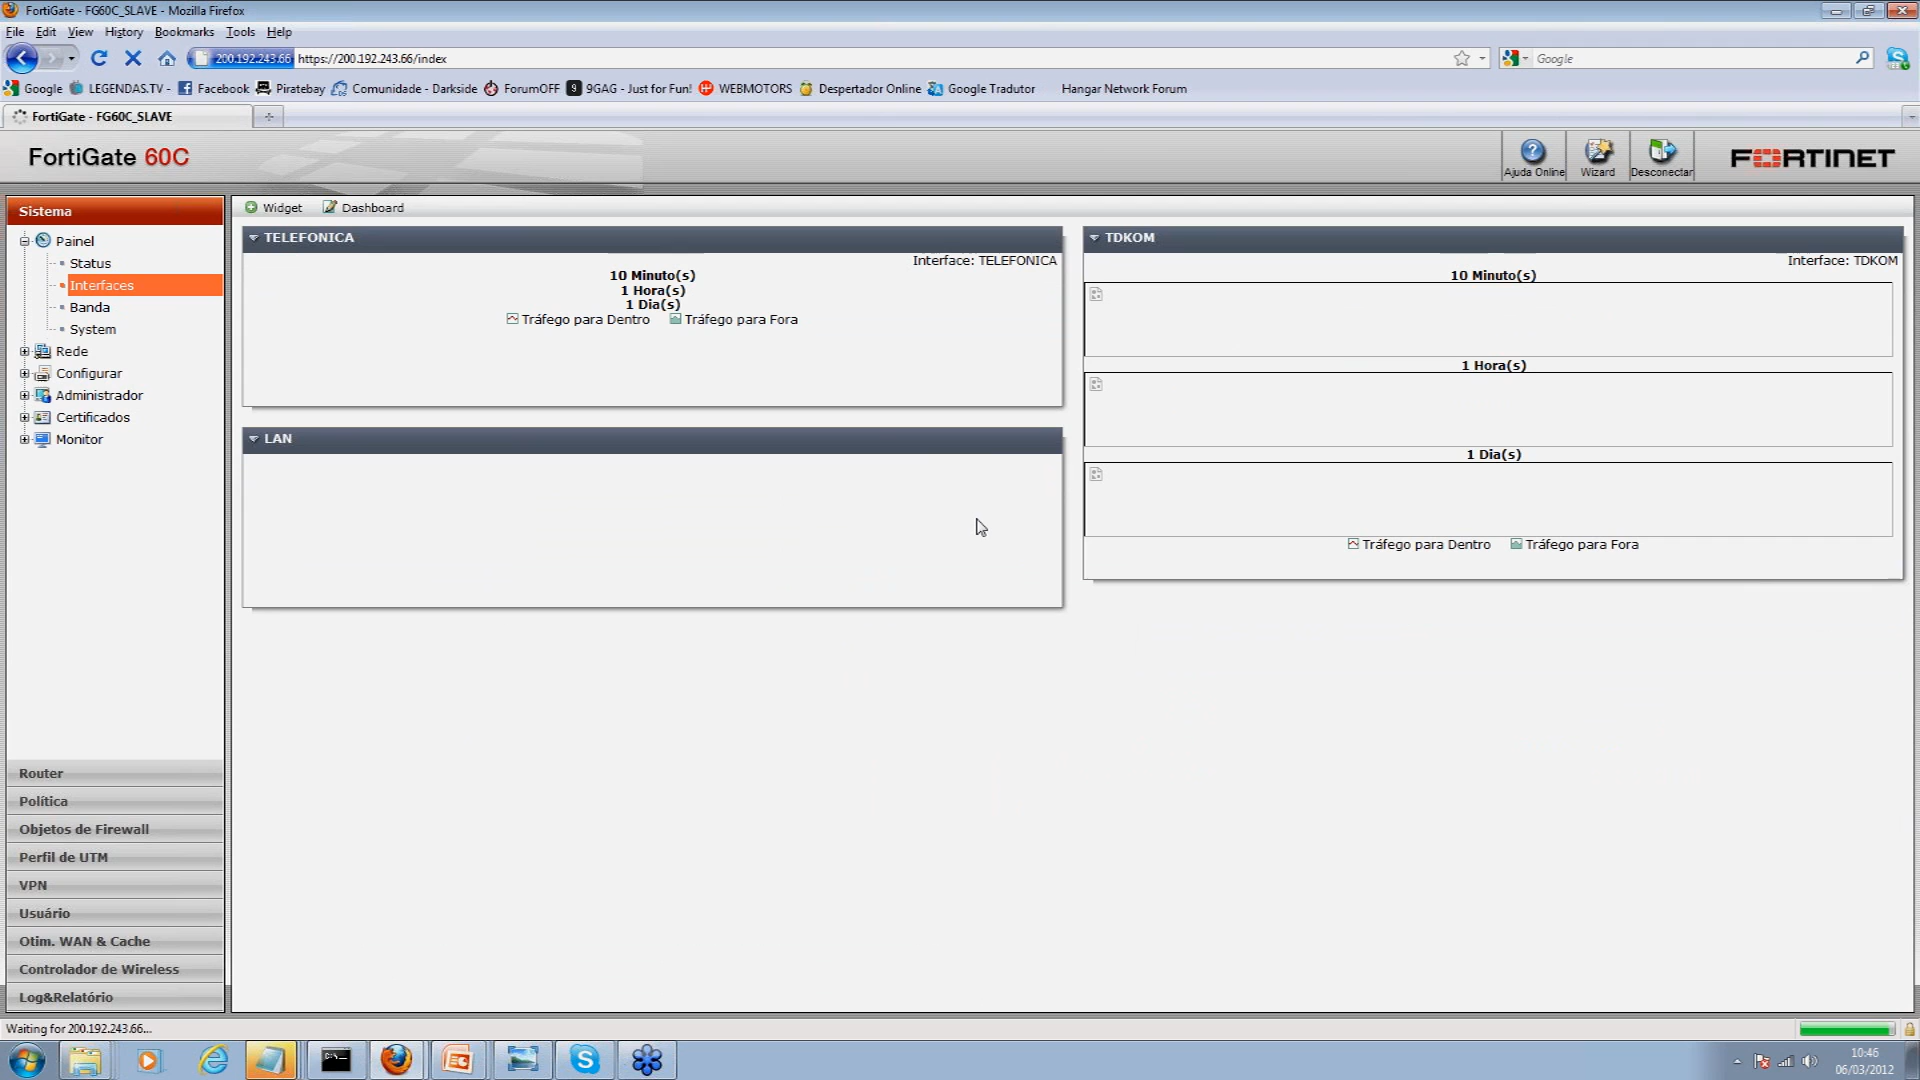 FortiGate - FG60C_SLAVE - Mozilla Firefox
File Edit View History Bookmarks Tools Help
200.192.243.66 https://200.192.243.66/index
Google
Google LEGENDAS.TV - Facebook Piratebay Comunidade - Darkside ForumOFF 9GAG - Just for Fun! WEBMOTORS Despertador Online Google Tradutor Hangar Network Forum
FortiGate - FG60C_SLAVE
FortiGate 60C
Ajuda Online Wizard Desconectar
FORTINET
Sistema
Painel
Status
Interfaces
Banda
System
Rede
Configurar
Administrador
Certificados
Monitor
Router
Política
Objetos de Firewall
Perfil de UTM
VPN
Usuário
Otim. WAN & Cache
Controlador de Wireless
Log&Relatório
Widget Dashboard
TELEFONICA
Interface: TELEFONICA
10 Minuto(s)
1 Hora(s)
1 Dia(s)
Tráfego para Dentro Tráfego para Fora
LAN
TDKOM
Interface: TDKOM
10 Minuto(s)
1 Hora(s)
1 Dia(s)
Tráfego para Dentro Tráfego para Fora
Waiting for 200.192.243.66...
10:46
06/03/2012